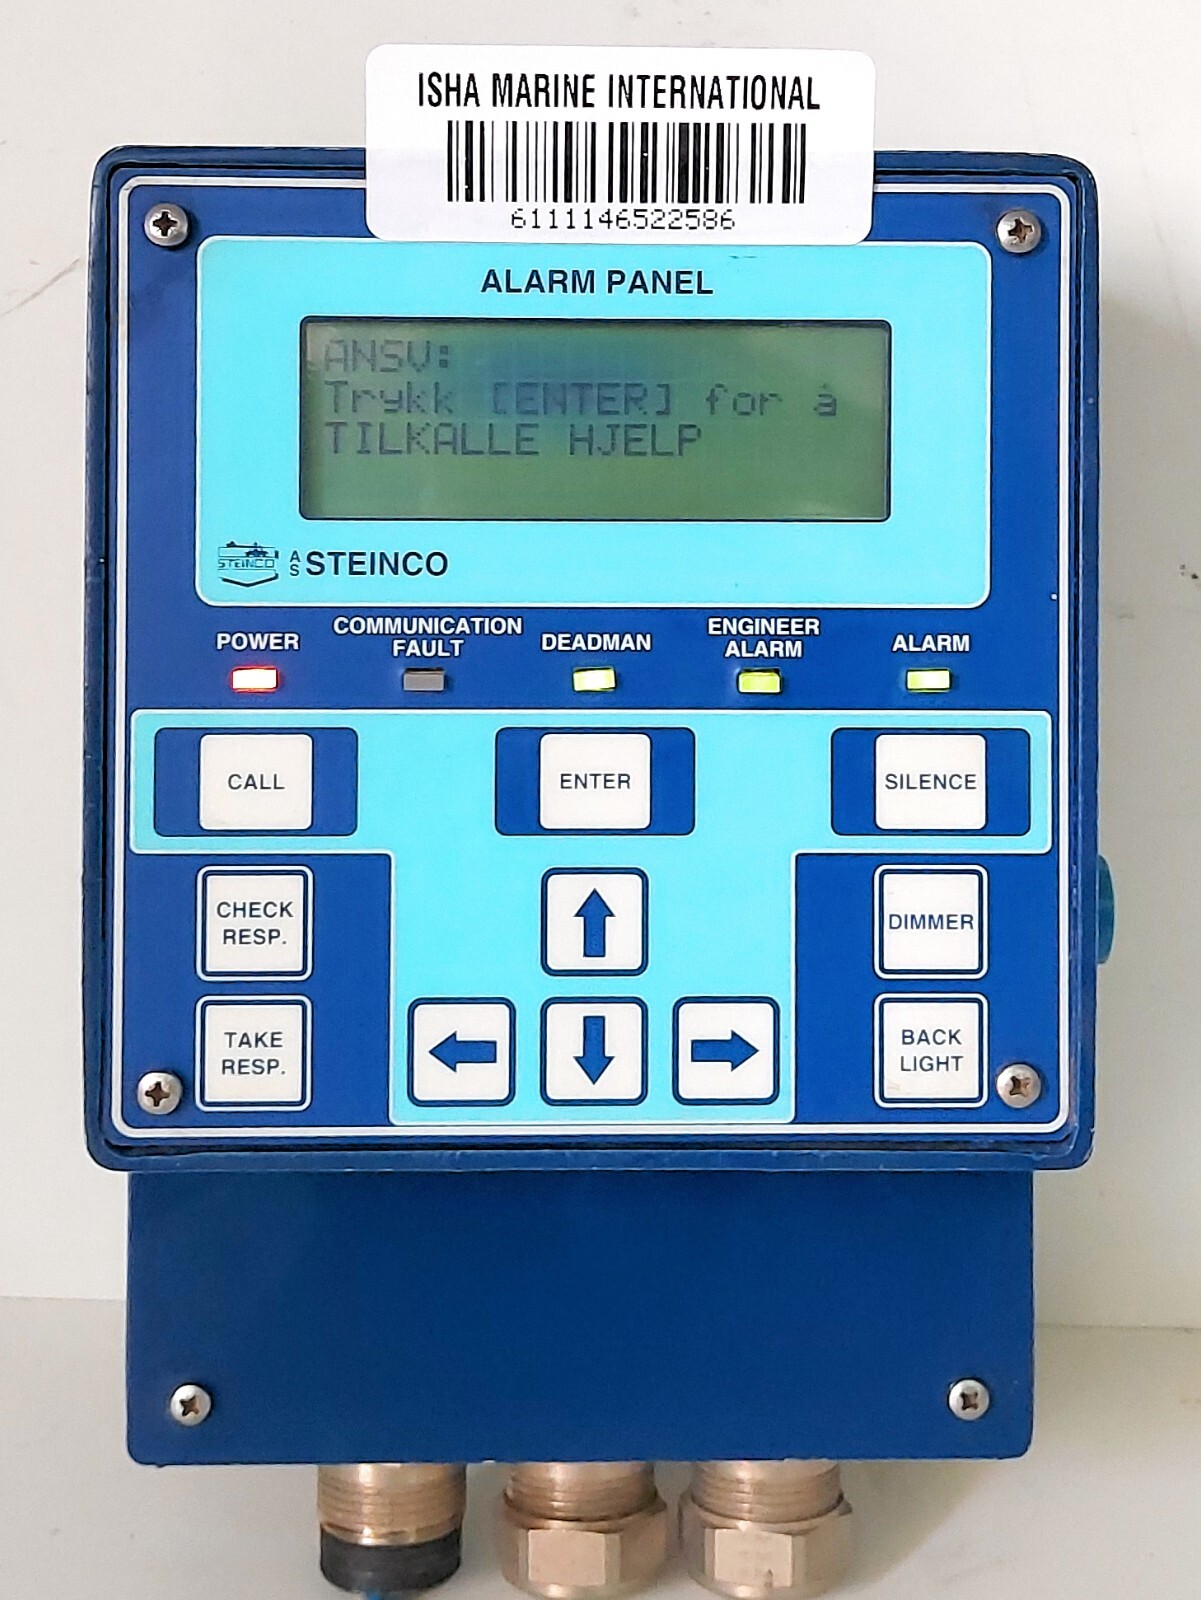 ISHA MARINE INTERNATIONAL
6111146522586
ALARM PANEL
ANSV:
Trykk [ENTER] for å
TILKALLE HJELP
STEINCO
AS STEINCO
POWER
COMMUNICATION
FAULT
DEADMAN
ENGINEER
ALARM
ALARM
CALL
ENTER
SILENCE
CHECK
RESP.
DIMMER
TAKE
RESP.
BACK
LIGHT